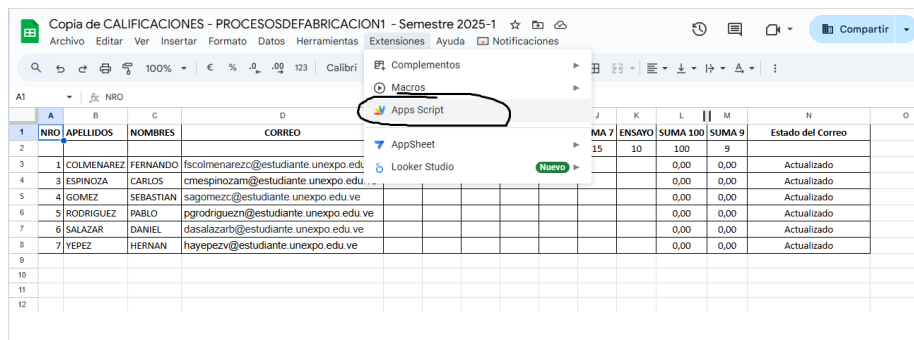 Copia de CALIFICACIONES - PROCESOSDEFABRICACION1 - Semestre 2025-1
Archivo Editar Ver Insertar Formato Datos Herramientas Extensiones Ayuda Notificaciones
Compartir
100% € % .0 .00 123 Calibri
Complementos
Macros
Apps Script
AppSheet
Looker Studio Nuevo
A1 fx NRO
A B C D J K L M N O
1 NRO APELLIDOS NOMBRES CORREO MA 7 ENSAYO SUMA 100 SUMA 9 Estado del Correo
2 15 10 100 9
3 1 COLMENAREZ FERNANDO fscolmenarezc@estudiante.unexpo.edu 0,00 0,00 Actualizado
4 3 ESPINOZA CARLOS cmespinozam@estudiante.unexpo.edu.ve 0,00 0,00 Actualizado
5 4 GOMEZ SEBASTIAN sagomezc@estudiante.unexpo.edu.ve 0,00 0,00 Actualizado
6 5 RODRIGUEZ PABLO pgrodriguezn@estudiante.unexpo.edu.ve 0,00 0,00 Actualizado
7 6 SALAZAR DANIEL dasalazarb@estudiante.unexpo.edu.ve 0,00 0,00 Actualizado
8 7 YEPEZ HERNAN hayepezv@estudiante.unexpo.edu.ve 0,00 0,00 Actualizado
9
10
11
12